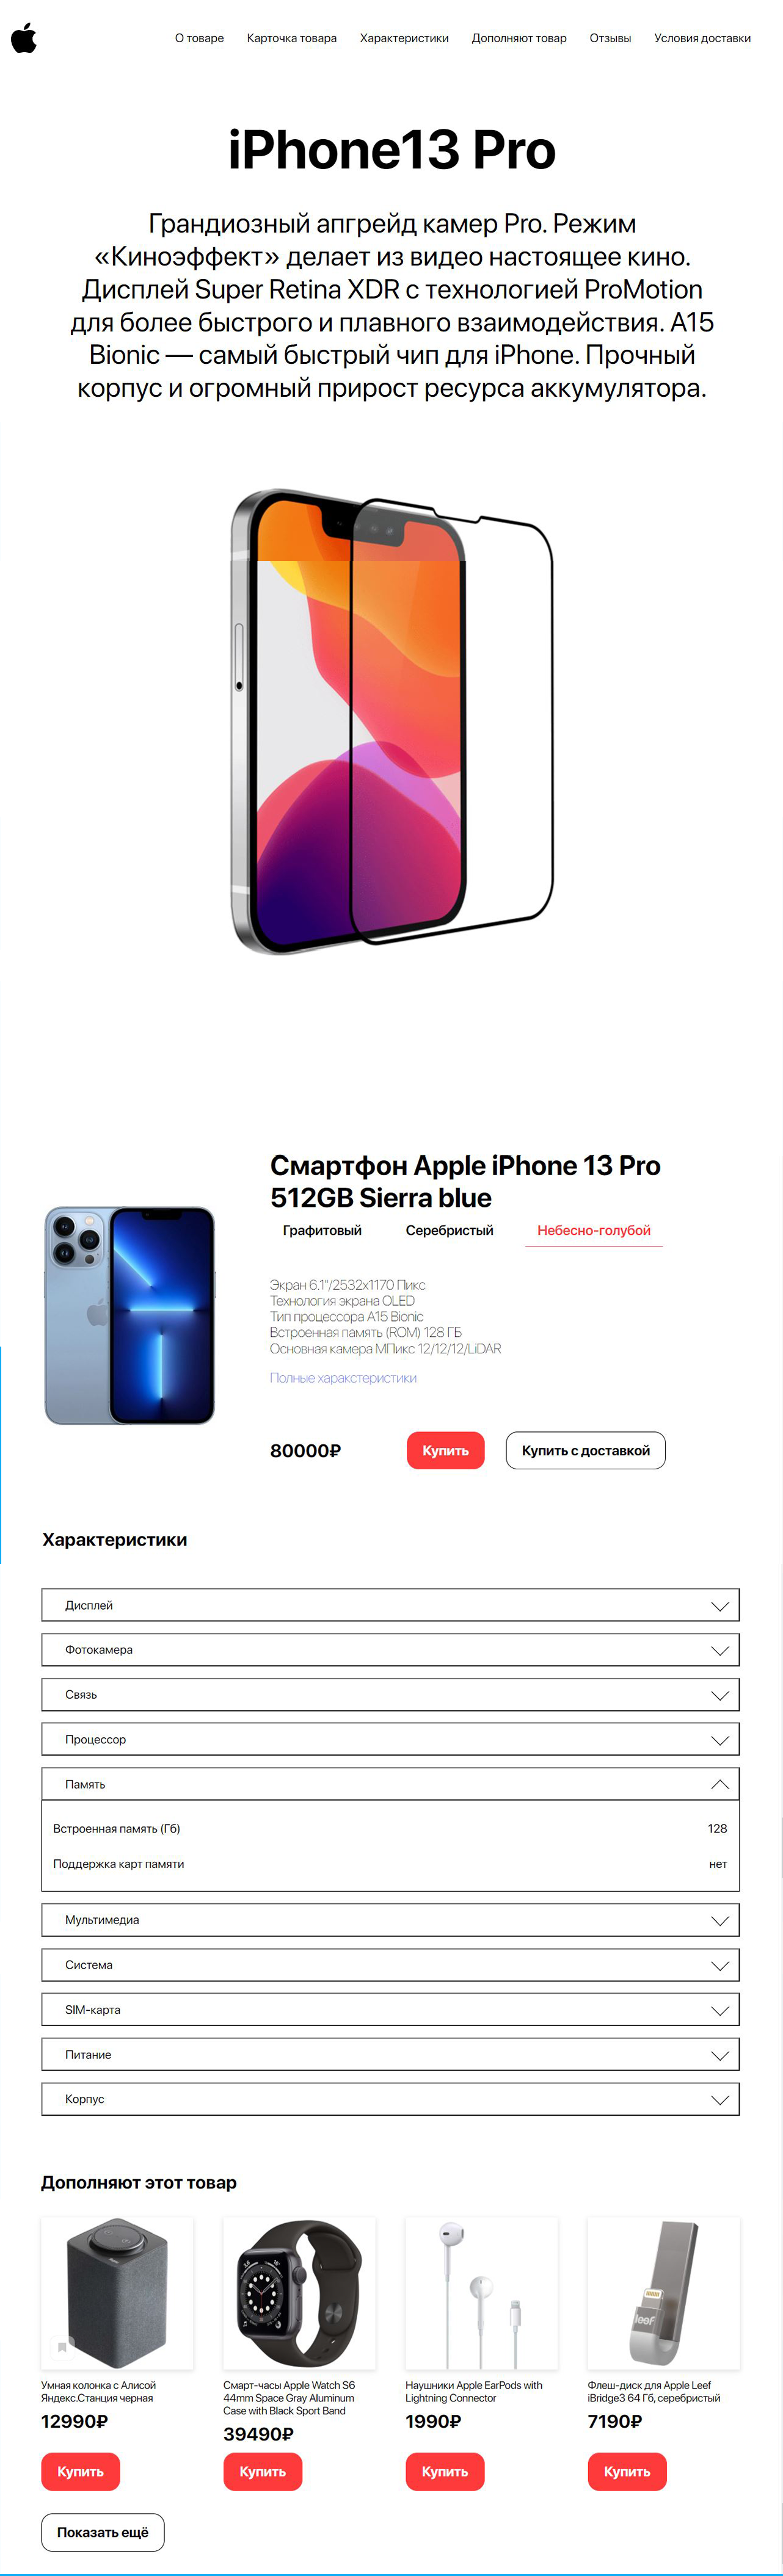 О товаре
Карточка товара
Характеристики
Дополняют товар
Отзывы
Условия доставки
iPhone13 Pro
Грандиозный апгрейд камер Pro. Режим
«Киноэффект» делает из видео настоящее кино.
Дисплей Super Retina XDR с технологией ProMotion
для более быстрого и плавного взаимодействия. A15
Bionic — самый быстрый чип для iPhone. Прочный
корпус и огромный прирост ресурса аккумулятора.
Смартфон Apple iPhone 13 Pro
512GB Sierra blue
Графитовый
Серебристый
Небесно-голубой
Экран 6.1"/2532x1170 Пикс
Технология экрана OLED
Тип процессора A15 Bionic
Встроенная память (ROM) 128 ГБ
Основная камера МПикс 12/12/12/LiDAR
Полные харакстеристики
80000₽
Купить
Купить с доставкой
Характеристики
Дисплей
Фотокамера
Связь
Процессор
Память
Встроенная память (Гб)
128
Поддержка карт памяти
нет
Мультимедиа
Система
SIM-карта
Питание
Корпус
Дополняют этот товар
leef
Умная колонка с Алисой
Яндекс.Станция черная
12990₽
Купить
Смарт-часы Apple Watch S6
44mm Space Gray Aluminum
Case with Black Sport Band
39490₽
Купить
Наушники Apple EarPods with
Lightning Connector
1990₽
Купить
Флеш-диск для Apple Leef
iBridge3 64 Гб, серебристый
7190₽
Купить
Показать ещё